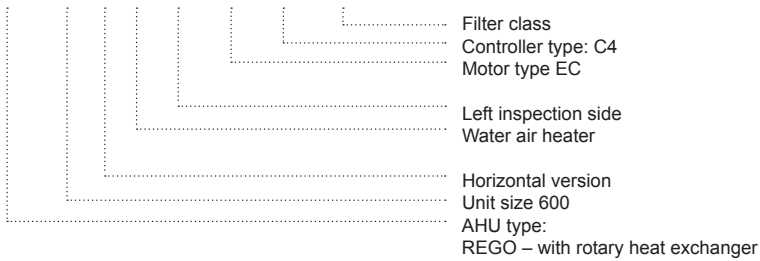 Filter class
Controller type: C4
Motor type EC
Left inspection side
Water air heater
Horizontal version
Unit size 600
AHU type:
REGO – with rotary heat exchanger